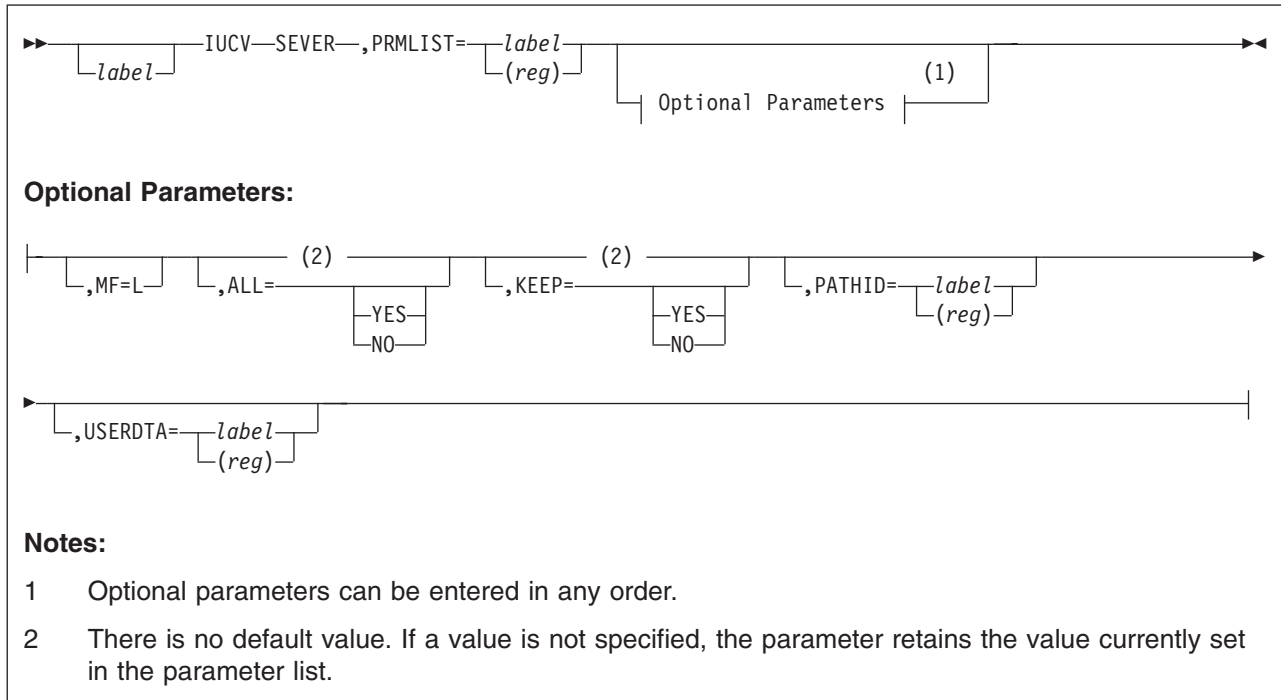 IUCV SEVER ,PRMLIST= label
label (reg) (1)
Optional Parameters
Optional Parameters:
(2) (2)
,MF=L ,ALL= ,KEEP= ,PATHID= label
YES YES (reg)
NO NO
,USERDTA= label
(reg)
Notes:
1 Optional parameters can be entered in any order.
2 There is no default value. If a value is not specified, the parameter retains the value currently set
in the parameter list.